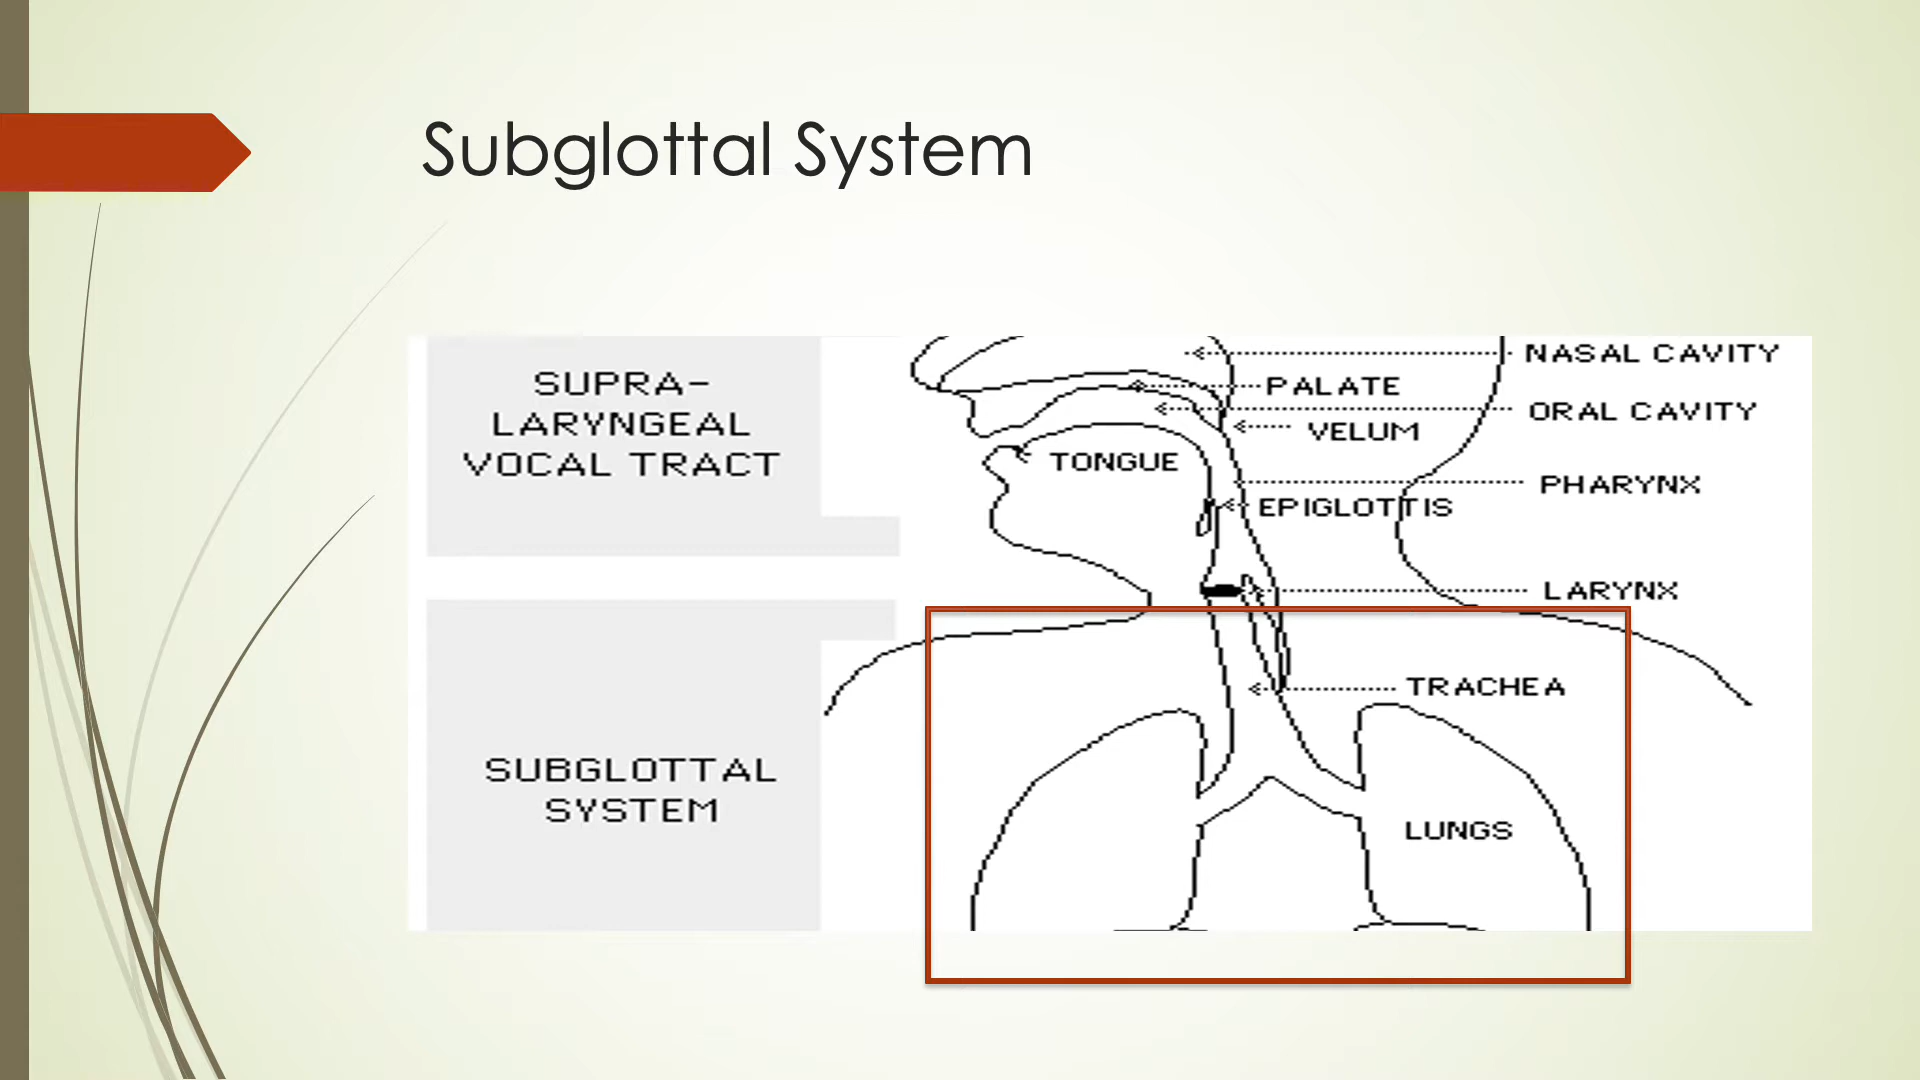 Subglottal System
SUPRA-
LARYNGEAL
VOCAL TRACT
NASAL CAVITY
PALATE
ORAL CAVITY
VELUM
TONGUE
PHARYNX
EPIGLOTTIS
LARYNX
TRACHEA
SUBGLOTTAL
SYSTEM
LUNGS